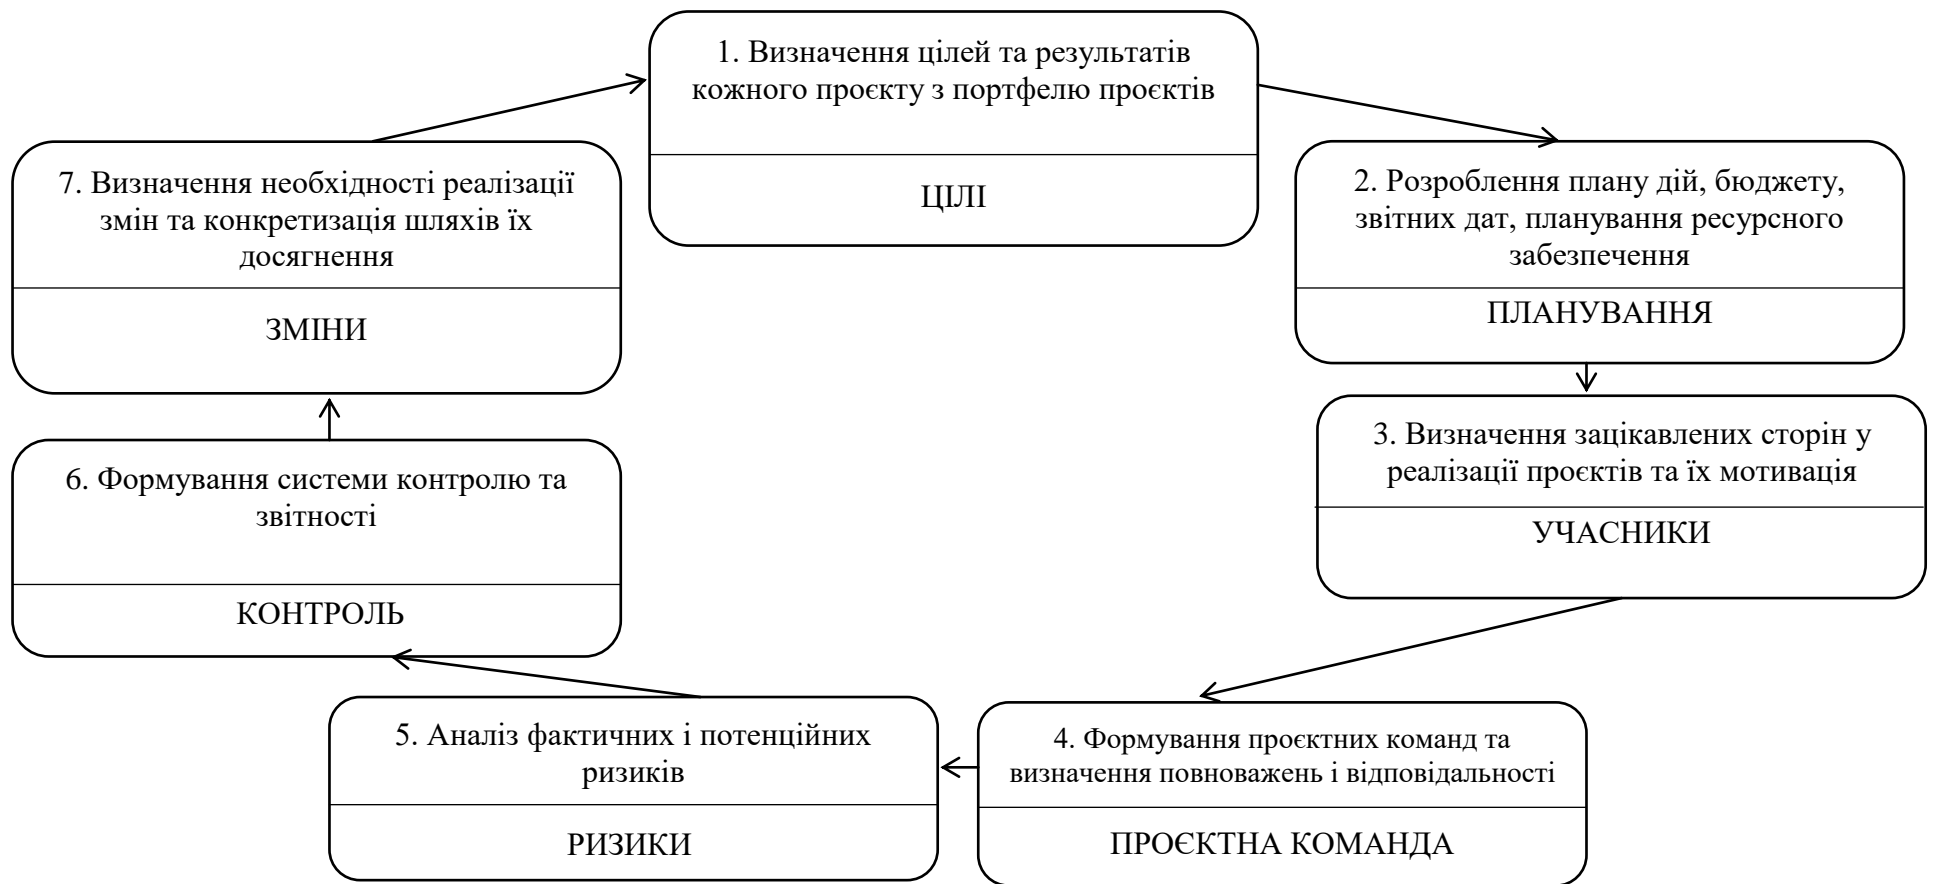 1. Визначення цілей та результатів
кожного проєкту з портфелю проєктів
ЦІЛІ
2. Розроблення плану дій, бюджету,
звітних дат, планування ресурсного
забезпечення
ПЛАНУВАННЯ
3. Визначення зацікавлених сторін у
реалізації проєктів та їх мотивація
УЧАСНИКИ
4. Формування проєктних команд та
визначення повноважень і відповідальності
ПРОЄКТНА КОМАНДА
5. Аналіз фактичних і потенційних
ризиків
РИЗИКИ
6. Формування системи контролю та
звітності
КОНТРОЛЬ
7. Визначення необхідності реалізації
змін та конкретизація шляхів їх
досягнення
ЗМІНИ